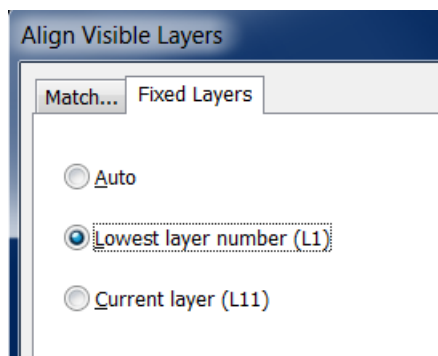 Align Visible Layers
Match... Fixed Layers
Auto
Lowest layer number (L1)
Current layer (L11)